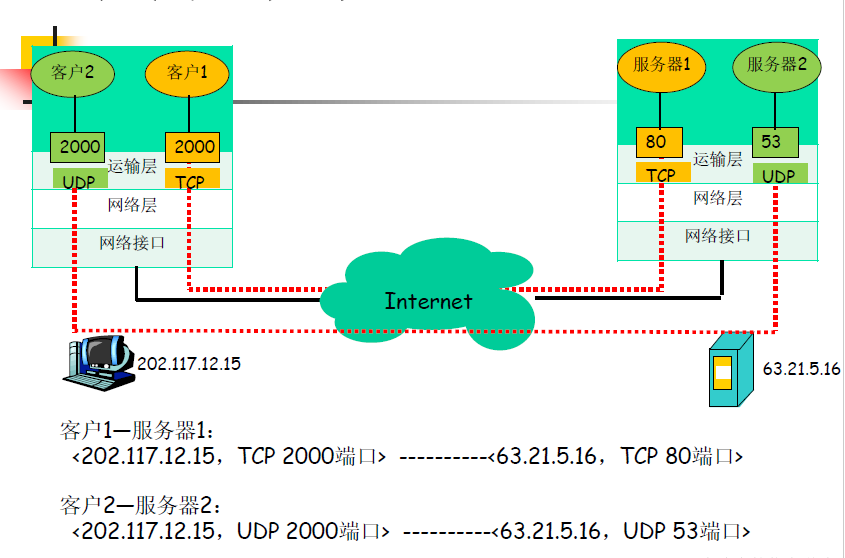 客户2
客户1
服务器1
服务器2
2000
2000
80
53
运输层
运输层
UDP
TCP
TCP
UDP
网络层
网络层
网络接口
网络接口
Internet
202.117.12.15
63.21.5.16
客户1—服务器1:
<202.117.12.15, TCP 2000端口> ----------<63.21.5.16, TCP 80端口>
客户2—服务器2:
<202.117.12.15, UDP 2000端口> ----------<63.21.5.16, UDP 53端口>